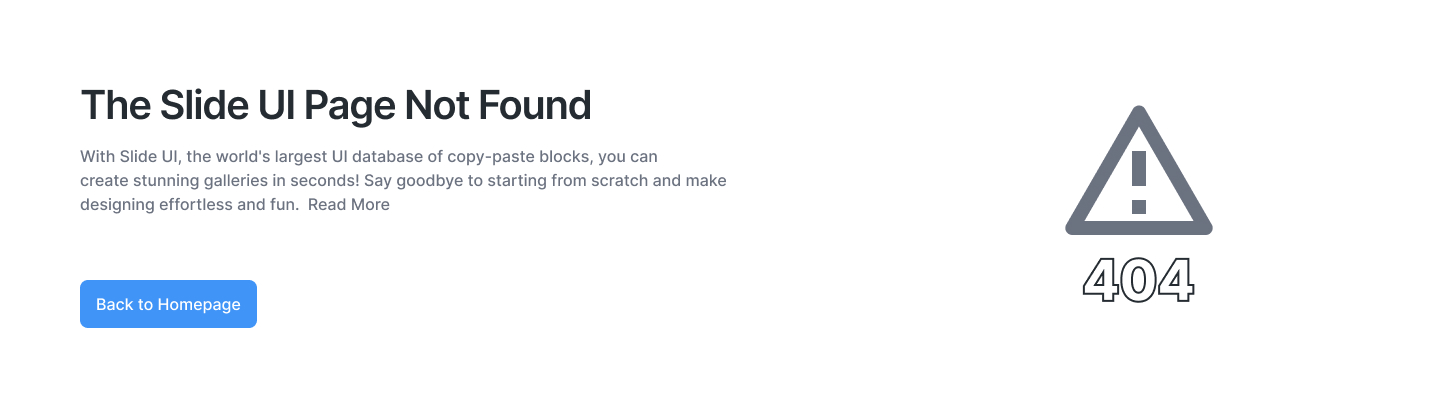 The Slide UI Page Not Found
With Slide UI, the world's largest UI database of copy-paste blocks, you can
create stunning galleries in seconds! Say goodbye to starting from scratch and make
designing effortless and fun.  Read More
Back to Homepage
404